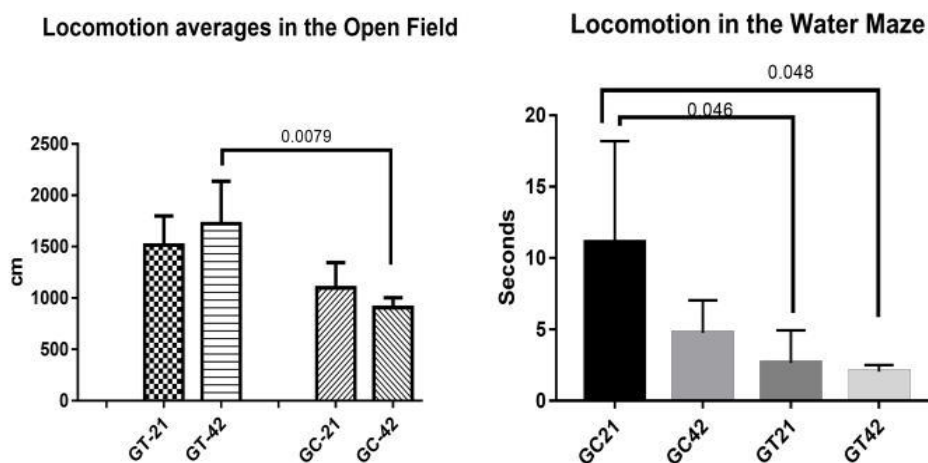 Locomotion averages in the Open Field
0.0079
2500
2000
1500
1000
500
0
cm
GT-21
GT-42
GC-21
GC-42
Locomotion in the Water Maze
0.048
0.046
20
15
10
5
0
Seconds
GC21
GC42
GT21
GT42